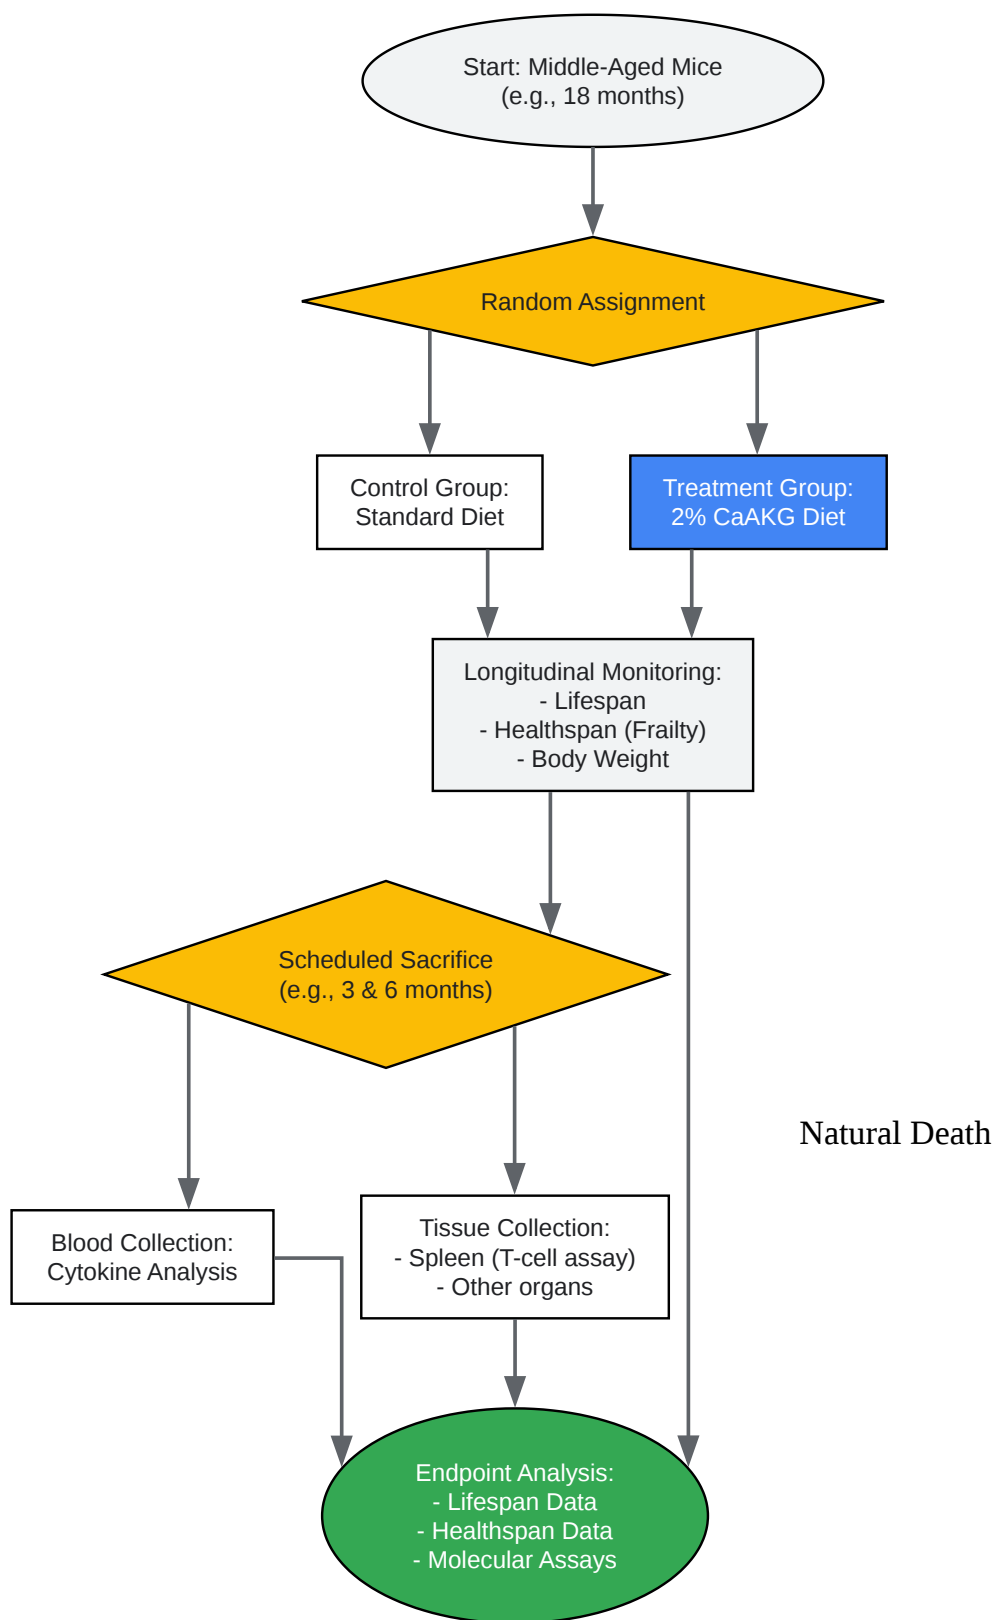 Start: Middle-Aged Mice
(e.g., 18 months)
Random Assignment
Control Group:
Standard Diet
Treatment Group:
2% CaAKG Diet
Longitudinal Monitoring:
- Lifespan
- Healthspan (Frailty)
- Body Weight
Scheduled Sacrifice
(e.g., 3 & 6 months)
Natural Death
Blood Collection:
Cytokine Analysis
Tissue Collection:
- Spleen (T-cell assay)
- Other organs
Endpoint Analysis:
- Lifespan Data
- Healthspan Data
- Molecular Assays